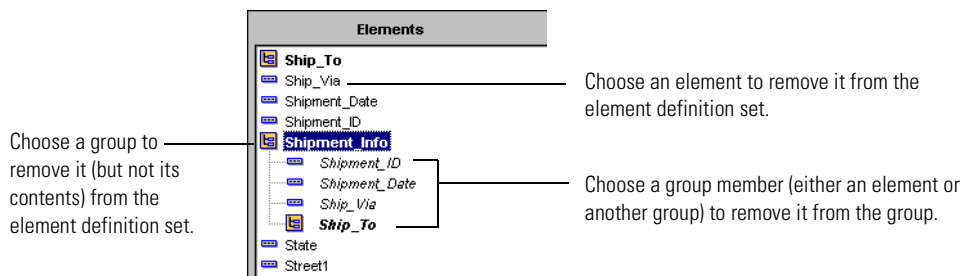 Elements
Ship_To
Ship_Via
Shipment_Date
Shipment_ID
Shipment_Info
Shipment_ID
Shipment_Date
Ship_Via
Ship_To
State
Street1
Choose a group to
remove it (but not its
contents) from the
element definition set.
Choose an element to remove it from the
element definition set.
Choose a group member (either an element or
another group) to remove it from the group.